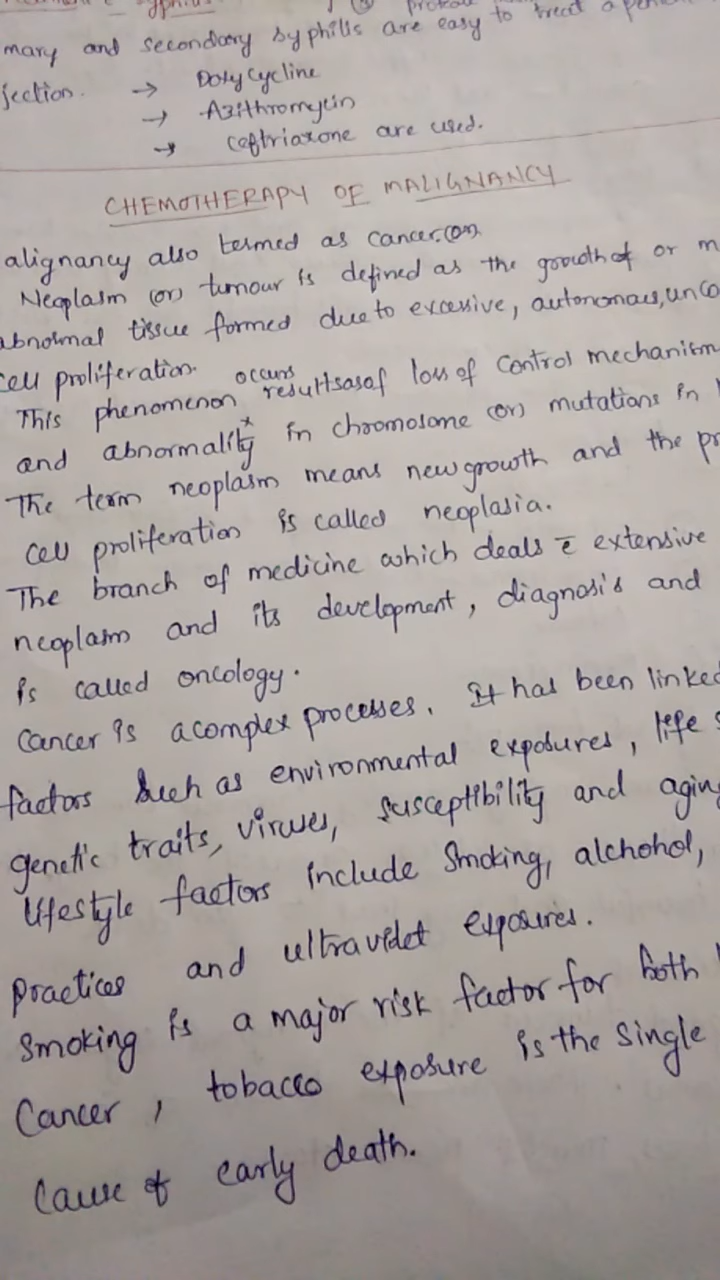 syphilis
mary and secondary syphilis are easy to treat a
jection. → Doxycycline
→ Azithromycin
→ ceftriaxone are used.
CHEMOTHERAPY OF MALIGNANCY
alignancy also termed as cancer (or)
Neoplasm (or) tumour is defined as the growth of or m
abnormal tissue formed due to excessive, autonomous, unco
cell proliferation.
This phenomenon occurs results as of loss of control mechanism
and abnormality in chromosome (or) mutations in
The term neoplasm means new growth and the pr
cell proliferation is called neoplasia.
The branch of medicine which deals c̄ extensive
neoplasm and its development, diagnosis and
is called oncology.
Cancer is a complex processes. It has been linked
factors such as environmental exposures, life s
genetic traits, viruses, susceptibility and aging
lifestyle factors include Smoking, alchohol,
practices and ultraviolet exposures.
Smoking is a major risk factor for both
Cancer, tobacco exposure is the single
Cause of early death.